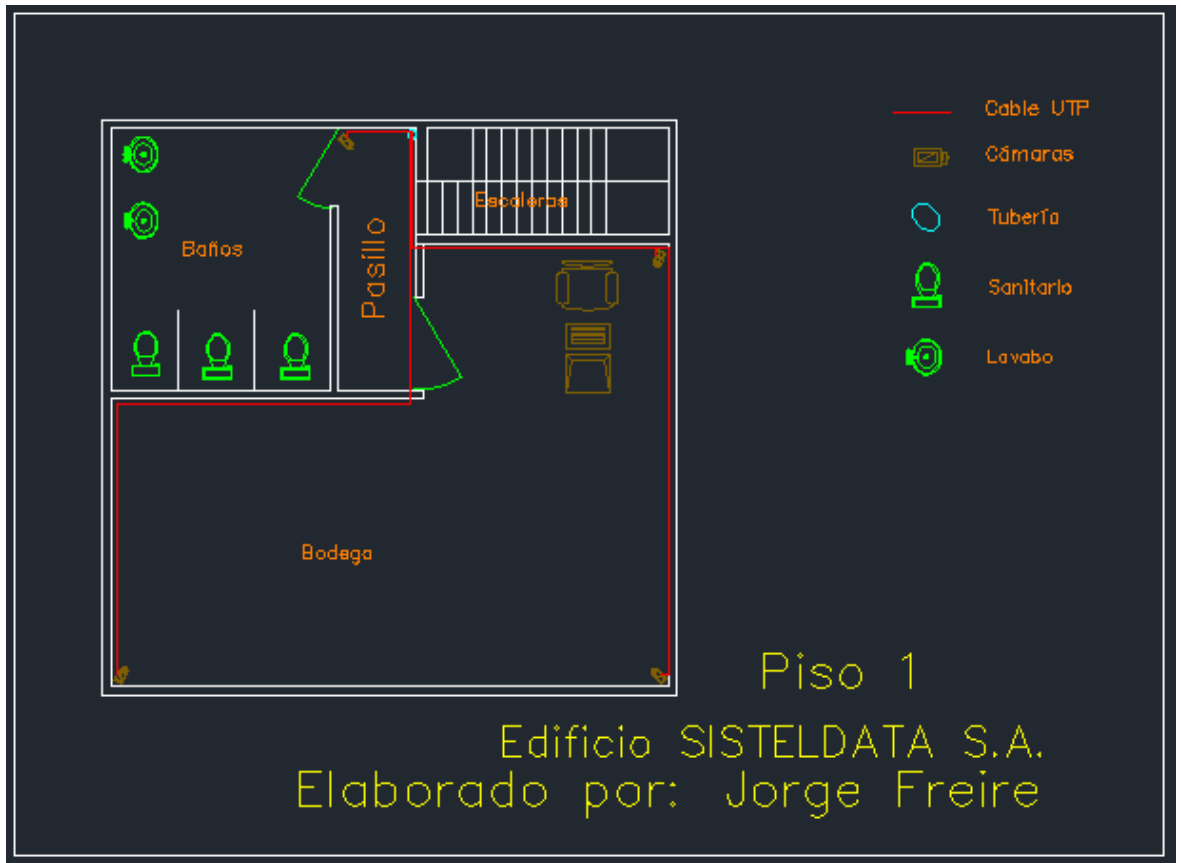 Cable UTP
Cámaras
Tubería
Sanitario
Lavabo
Escaleras
Baños
Pasillo
Bodega
Piso 1
Edificio SISTELDATA S.A.
Elaborado por: Jorge Freire